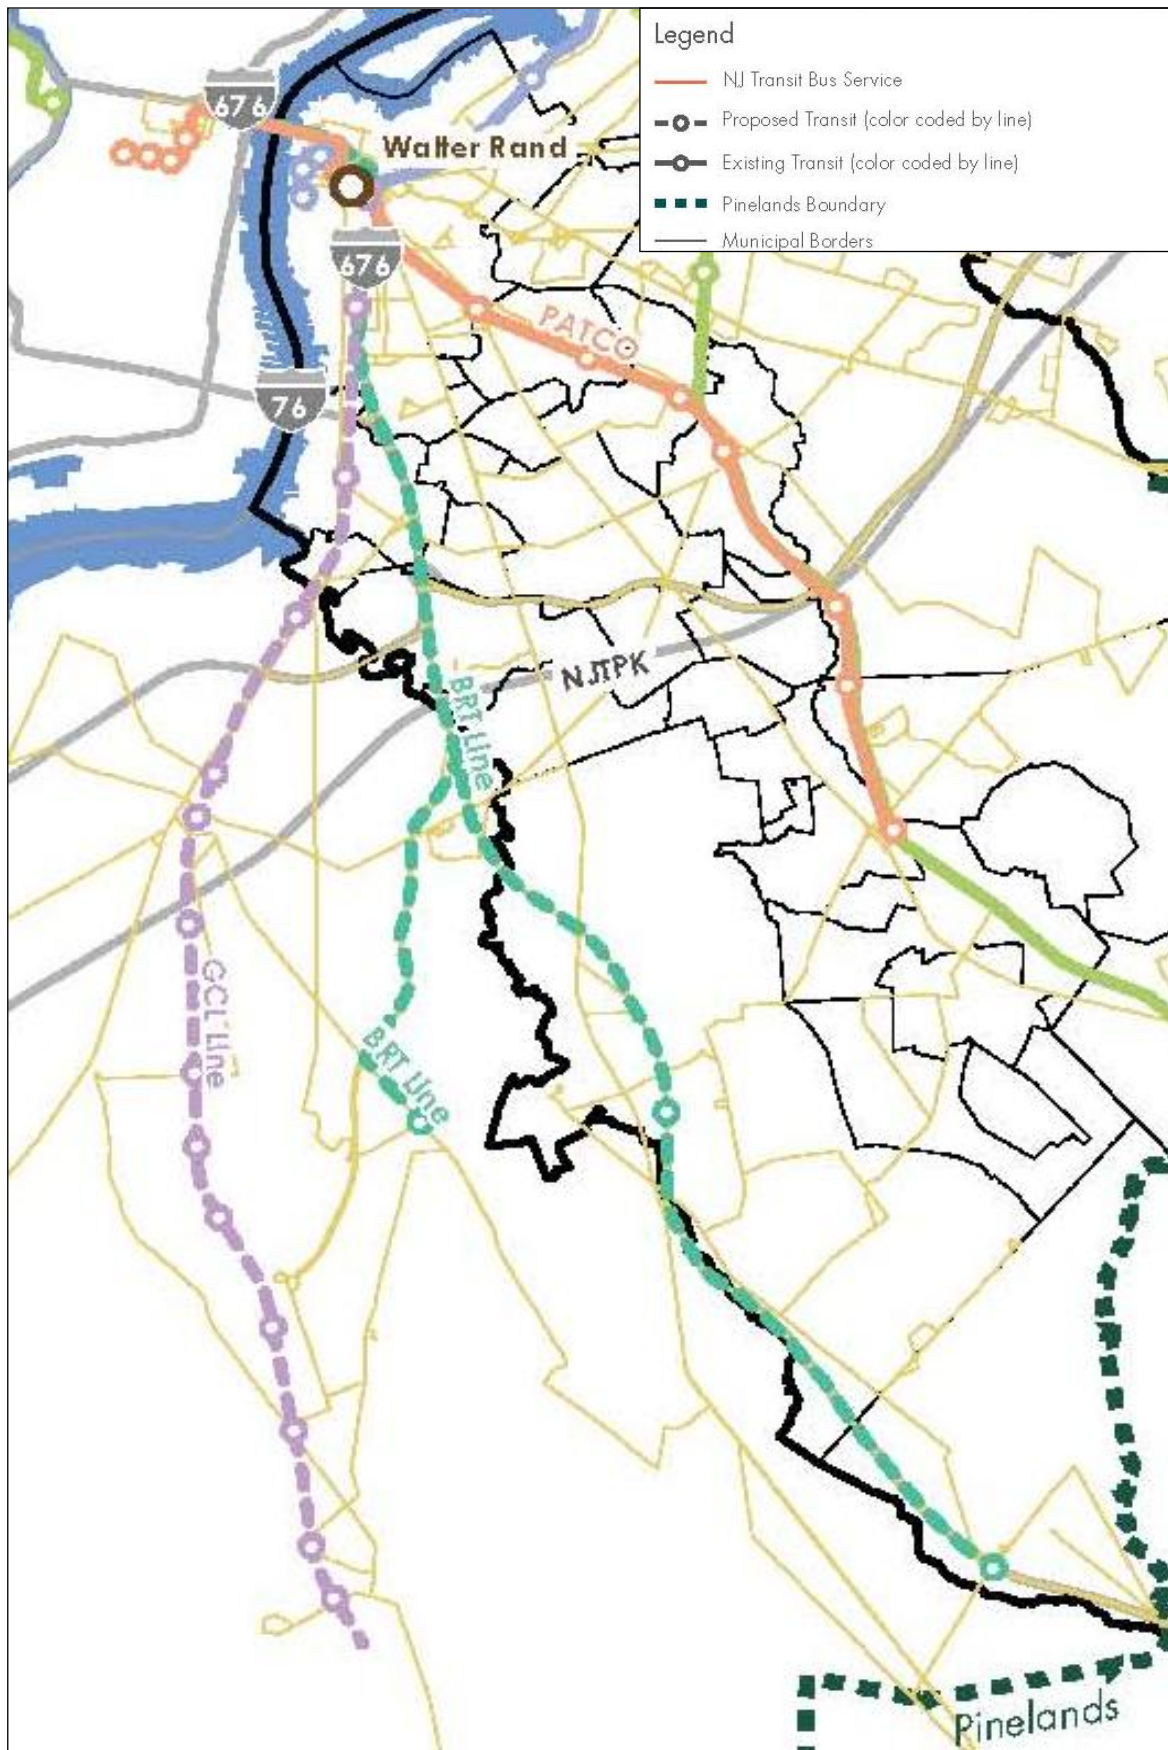 Legend
NJ Transit Bus Service
Proposed Transit (color coded by line)
Existing Transit (color coded by line)
Pinelands Boundary
Municipal Borders
676
Walter Rand
676
PATCO
76
NJTPK
BRT Line
GCL Line
BRT Line
Pinelands